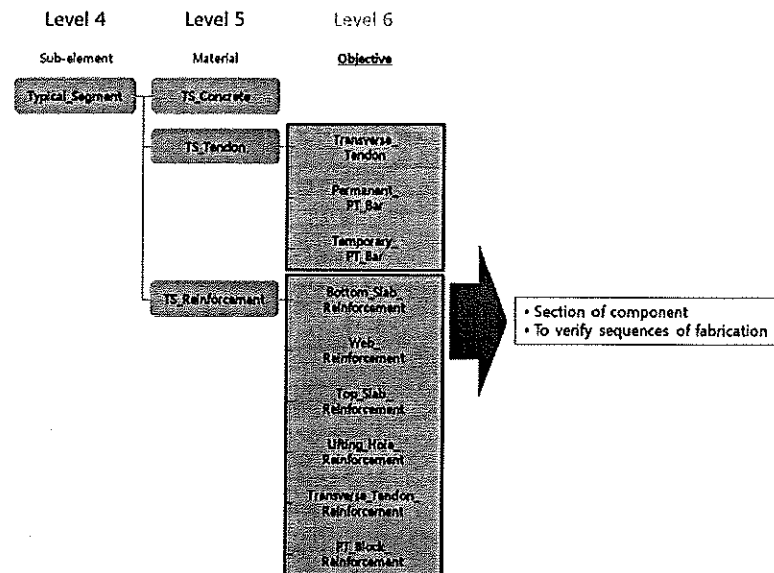 Level 4
Level 5
Level 6
Sub-element
Material
Objective
Typical_Segment
TS_Concrete
TS_Tendon
Transverse_
Tendon
Permanent_
PT_Bar
Temporary_
PT_Bar
TS_Reinforcement
Bottom_Slab_
Reinforcement
Web_
Reinforcement
Top_Slab_
Reinforcement
Lifting_Hole_
Reinforcement
Transverse_Tendon_
Reinforcement
PT_Block_
Reinforcement
• Section of component
• To verify sequences of fabrication